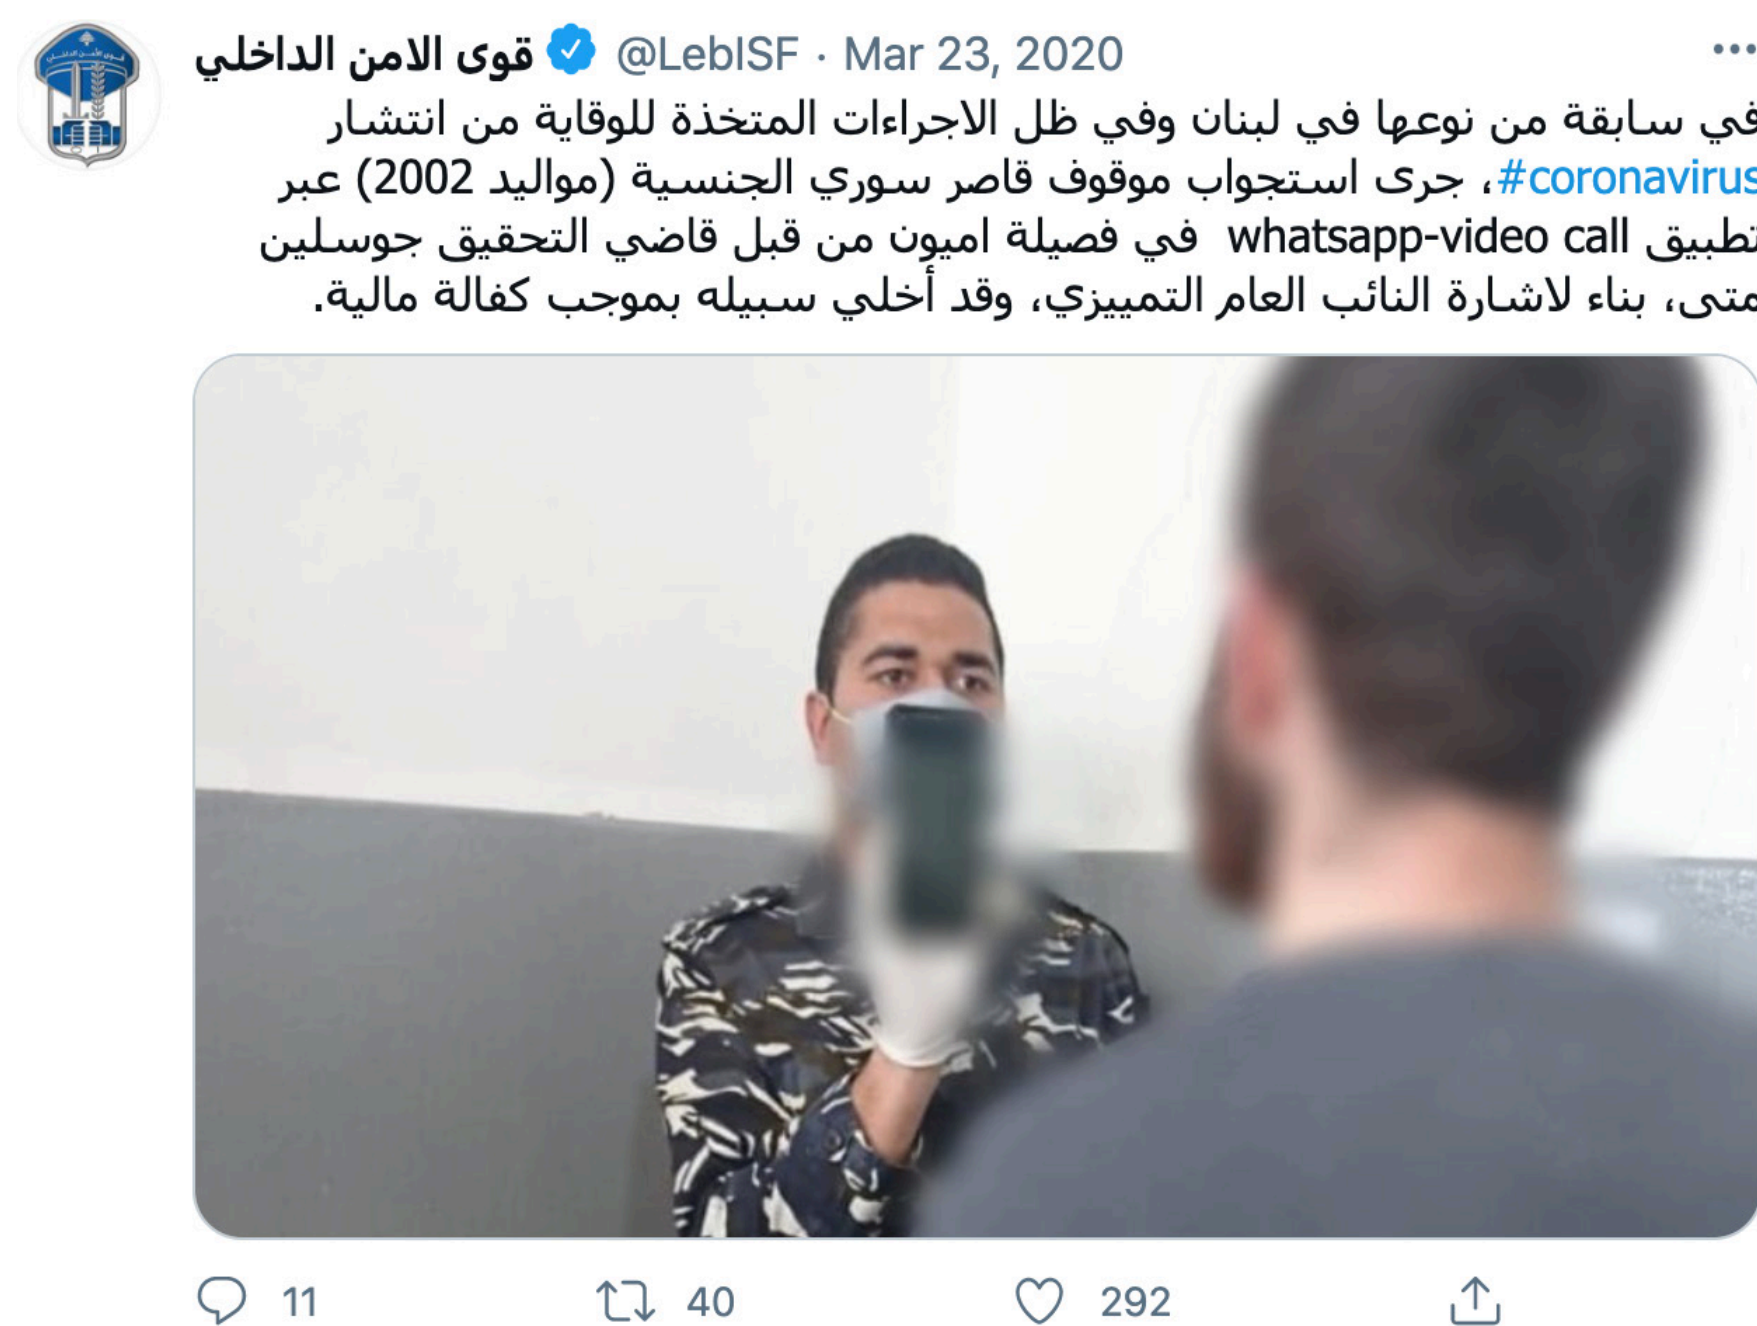 قوى الامن الداخلي @LebISF · Mar 23, 2020
في سابقة من نوعها في لبنان وفي ظل الاجراءات المتخذة للوقاية من انتشار
#coronavirus، جرى استجواب موقوف قاصر سوري الجنسية (مواليد 2002) عبر
تطبيق whatsapp-video call في فصيلة اميون من قبل قاضي التحقيق جوسلين
متى، بناء لاشارة النائب العام التمييزي، وقد أخلي سبيله بموجب كفالة مالية.
11 40 292